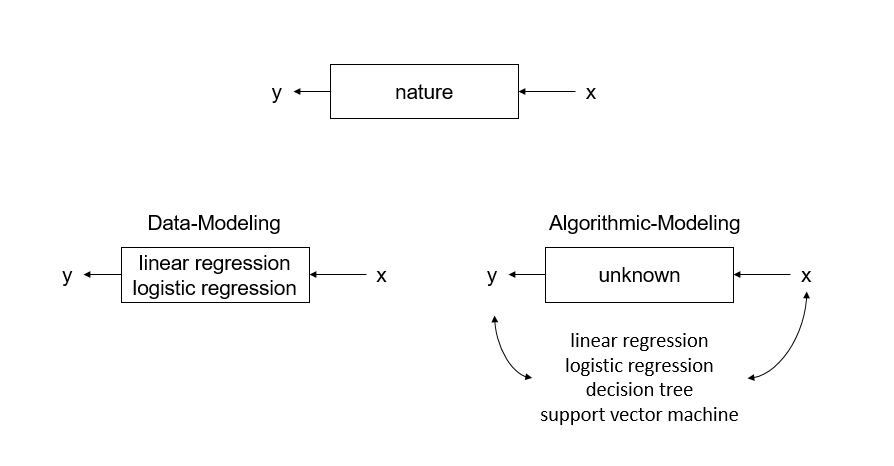 y nature x
Data-Modeling
y linear regression x
logistic regression
Algorithmic-Modeling
y unknown x
linear regression
logistic regression
decision tree
support vector machine